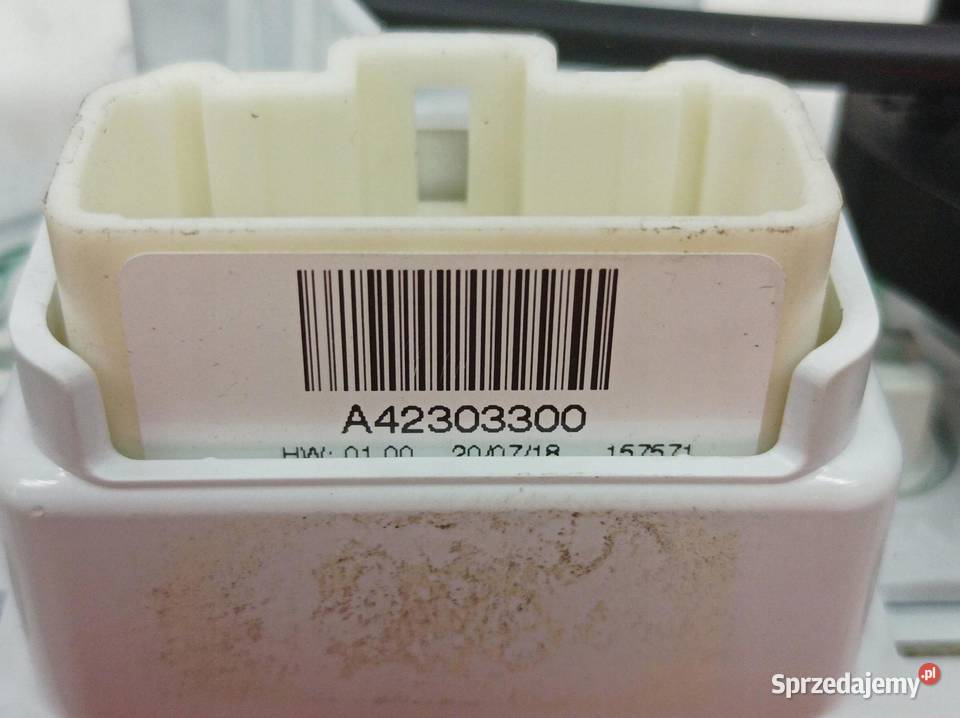 A42303300
HW: 01.00 20/07/18 157571
Sprzedajemy.pl